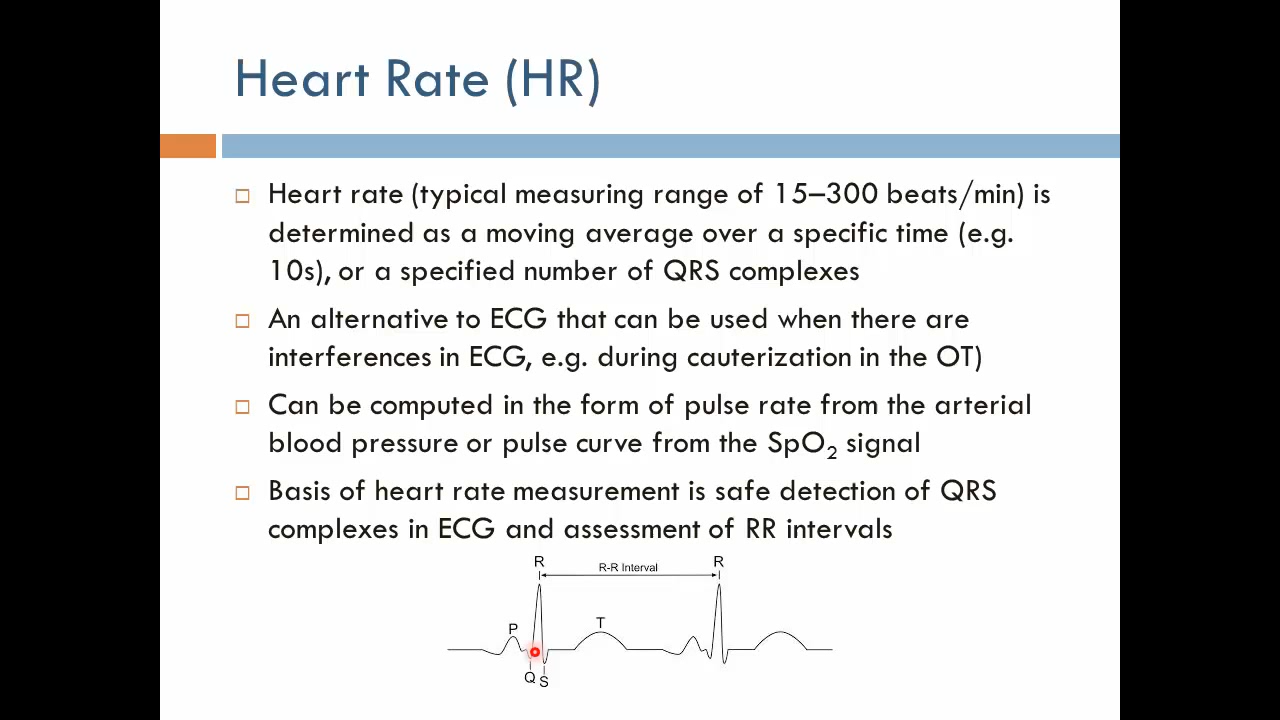 Heart Rate (HR)
Heart rate (typical measuring range of 15–300 beats/min) is
determined as a moving average over a specific time (e.g.
10s), or a specified number of QRS complexes
An alternative to ECG that can be used when there are
interferences in ECG, e.g. during cauterization in the OT)
Can be computed in the form of pulse rate from the arterial
blood pressure or pulse curve from the SpO₂ signal
Basis of heart rate measurement is safe detection of QRS
complexes in ECG and assessment of RR intervals
R R-R Interval R
P T
Q S